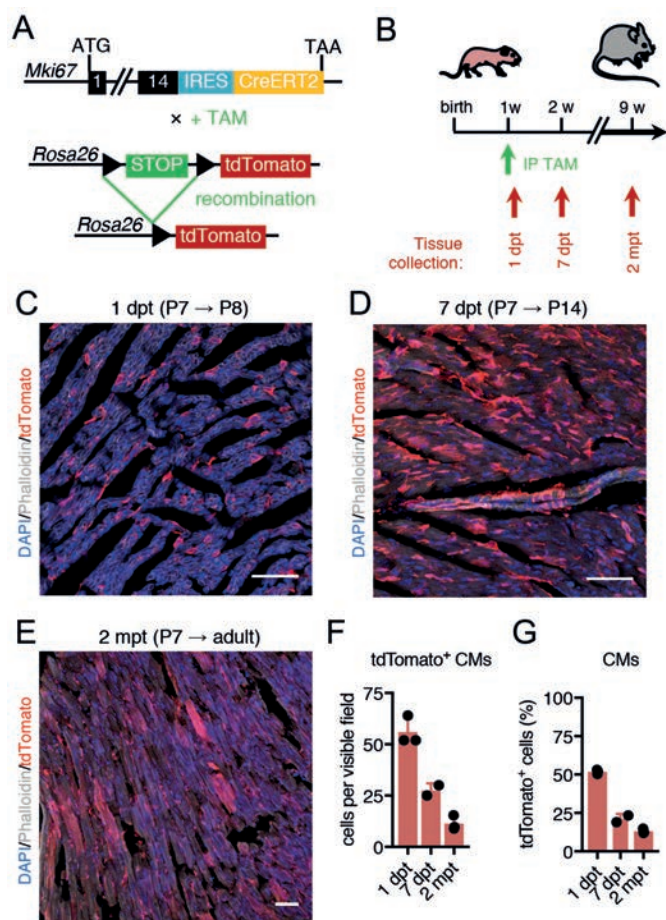 A
ATG
TAA
Mki67
1
14
IRES
CreERT2
× + TAM
Rosa26
STOP
tdTomato
recombination
Rosa26
tdTomato
B
birth
1w
2 w
9 w
IP TAM
Tissue
collection:
1 dpt
7 dpt
2 mpt
C
1 dpt (P7 → P8)
DAPI/Phalloidin/tdTomato
D
7 dpt (P7 → P14)
DAPI/Phalloidin/tdTomato
E
2 mpt (P7 → adult)
DAPI/Phalloidin/tdTomato
F
tdTomato⁺ CMs
cells per visible field
75
50
25
0
1 dpt
7 dpt
2 mpt
G
CMs
tdTomato⁺ cells (%)
100
75
50
25
0
1 dpt
7 dpt
2 mpt